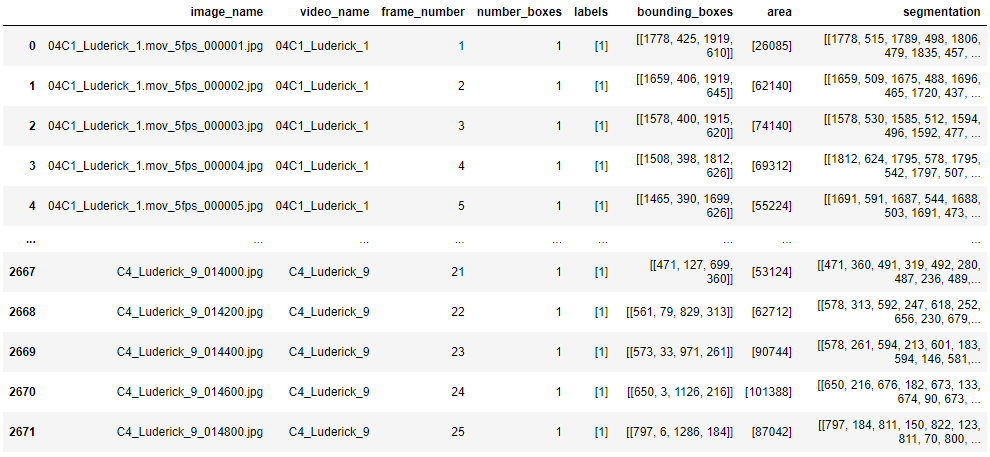 image_name video_name frame_number number_boxes labels bounding_boxes area segmentation
0 04C1_Luderick_1.mov_5fps_000001.jpg 04C1_Luderick_1 1 1 [1] [[1778, 425, 1919, 610]] [26085] [[1778, 515, 1789, 498, 1806, 479, 1835, 457, ...
1 04C1_Luderick_1.mov_5fps_000002.jpg 04C1_Luderick_1 2 1 [1] [[1659, 406, 1919, 645]] [62140] [[1659, 509, 1675, 488, 1696, 465, 1720, 437, ...
2 04C1_Luderick_1.mov_5fps_000003.jpg 04C1_Luderick_1 3 1 [1] [[1578, 400, 1915, 620]] [74140] [[1578, 530, 1585, 512, 1594, 496, 1592, 477, ...
3 04C1_Luderick_1.mov_5fps_000004.jpg 04C1_Luderick_1 4 1 [1] [[1508, 398, 1812, 626]] [69312] [[1812, 624, 1795, 578, 1795, 542, 1797, 507, ...
4 04C1_Luderick_1.mov_5fps_000005.jpg 04C1_Luderick_1 5 1 [1] [[1465, 390, 1699, 626]] [55224] [[1691, 591, 1687, 544, 1688, 503, 1691, 473, ...
... ... ... ... ... ... ... ... ...
2667 C4_Luderick_9_014000.jpg C4_Luderick_9 21 1 [1] [[471, 127, 699, 360]] [53124] [[471, 360, 491, 319, 492, 280, 487, 236, 489,...
2668 C4_Luderick_9_014200.jpg C4_Luderick_9 22 1 [1] [[561, 79, 829, 313]] [62712] [[578, 313, 592, 247, 618, 252, 656, 230, 679,...
2669 C4_Luderick_9_014400.jpg C4_Luderick_9 23 1 [1] [[573, 33, 971, 261]] [90744] [[578, 261, 594, 213, 601, 183, 594, 146, 581,...
2670 C4_Luderick_9_014600.jpg C4_Luderick_9 24 1 [1] [[650, 3, 1126, 216]] [101388] [[650, 216, 676, 182, 673, 133, 674, 90, 673, ...
2671 C4_Luderick_9_014800.jpg C4_Luderick_9 25 1 [1] [[797, 6, 1286, 184]] [87042] [[797, 184, 811, 150, 822, 123, 811, 70, 800, ...